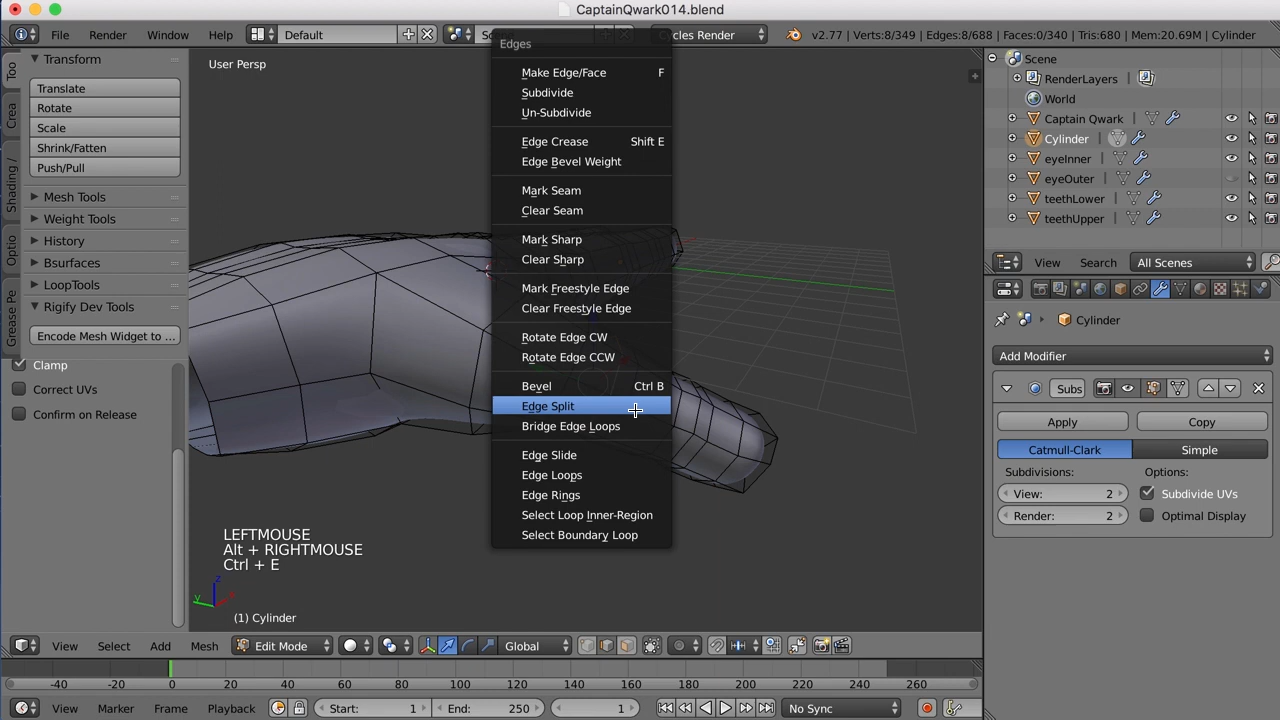 CaptainQwark014.blend
File Render Window Help Default Scene Cycles Render v2.77 | Verts:8/349 | Edges:8/688 | Faces:0/340 | Tris:680 | Mem:20.69M | Cylinder
Too
Crea
Shading /
Optio
Grease Pe
Transform
Translate
Rotate
Scale
Shrink/Fatten
Push/Pull
Mesh Tools
Weight Tools
History
Bsurfaces
LoopTools
Rigify Dev Tools
Encode Mesh Widget to ...
Clamp
Correct UVs
Confirm on Release
User Persp
Edges
Make Edge/Face F
Subdivide
Un-Subdivide
Edge Crease Shift E
Edge Bevel Weight
Mark Seam
Clear Seam
Mark Sharp
Clear Sharp
Mark Freestyle Edge
Clear Freestyle Edge
Rotate Edge CW
Rotate Edge CCW
Bevel Ctrl B
Edge Split
Bridge Edge Loops
Edge Slide
Edge Loops
Edge Rings
Select Loop Inner-Region
Select Boundary Loop
LEFTMOUSE
Alt + RIGHTMOUSE
Ctrl + E
z
y
(1) Cylinder
Scene
RenderLayers |
World
Captain Qwark |
Cylinder |
eyeInner |
eyeOuter |
teethLower |
teethUpper |
View Search All Scenes
Cylinder
Add Modifier
Subs
Apply Copy
Catmull-Clark Simple
Subdivisions: Options:
View: 2 Subdivide UVs
Render: 2 Optimal Display
View Select Add Mesh Edit Mode Global
-40 -20 0 20 40 60 80 100 120 140 160 180 200 220 240 260
View Marker Frame Playback Start: 1 End: 250 1 No Sync